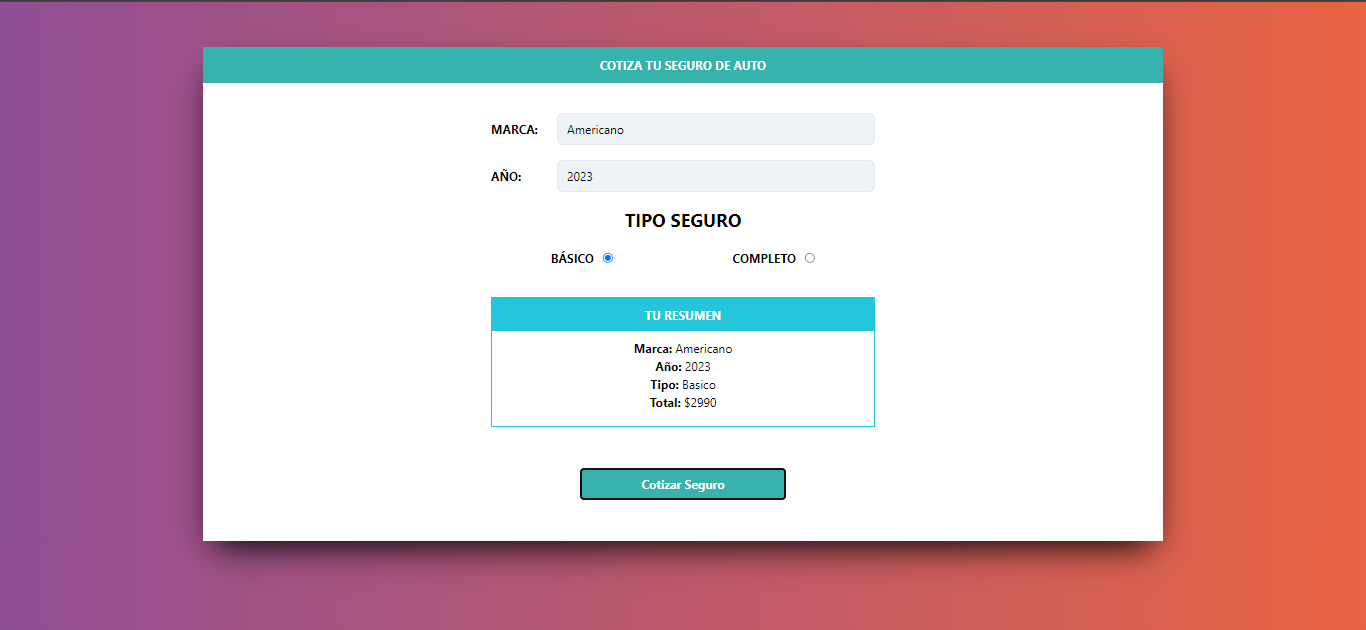 COTIZA TU SEGURO DE AUTO
MARCA: Americano
AÑO: 2023
TIPO SEGURO
BÁSICO COMPLETO
TU RESUMEN
Marca: Americano
Año: 2023
Tipo: Basico
Total: $2990
Cotizar Seguro